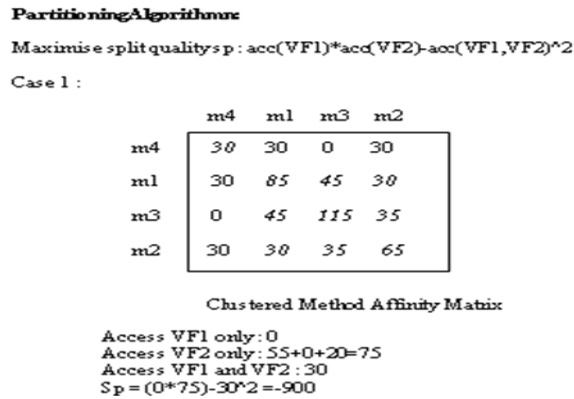 Partitioning Algorithm:
Maximise split quality sp : acc(VF1)*acc(VF2)-acc(VF1,VF2)^2
Case 1 :
m4 m1 m3 m2
m4 30 30 0 30
m1 30 85 45 30
m3 0 45 115 35
m2 30 30 35 65
Clustered Method Affinity Matrix
Access VF1 only : 0
Access VF2 only : 55+0+20=75
Access VF1 and VF2 : 30
Sp = (0*75)-30^2 =-900